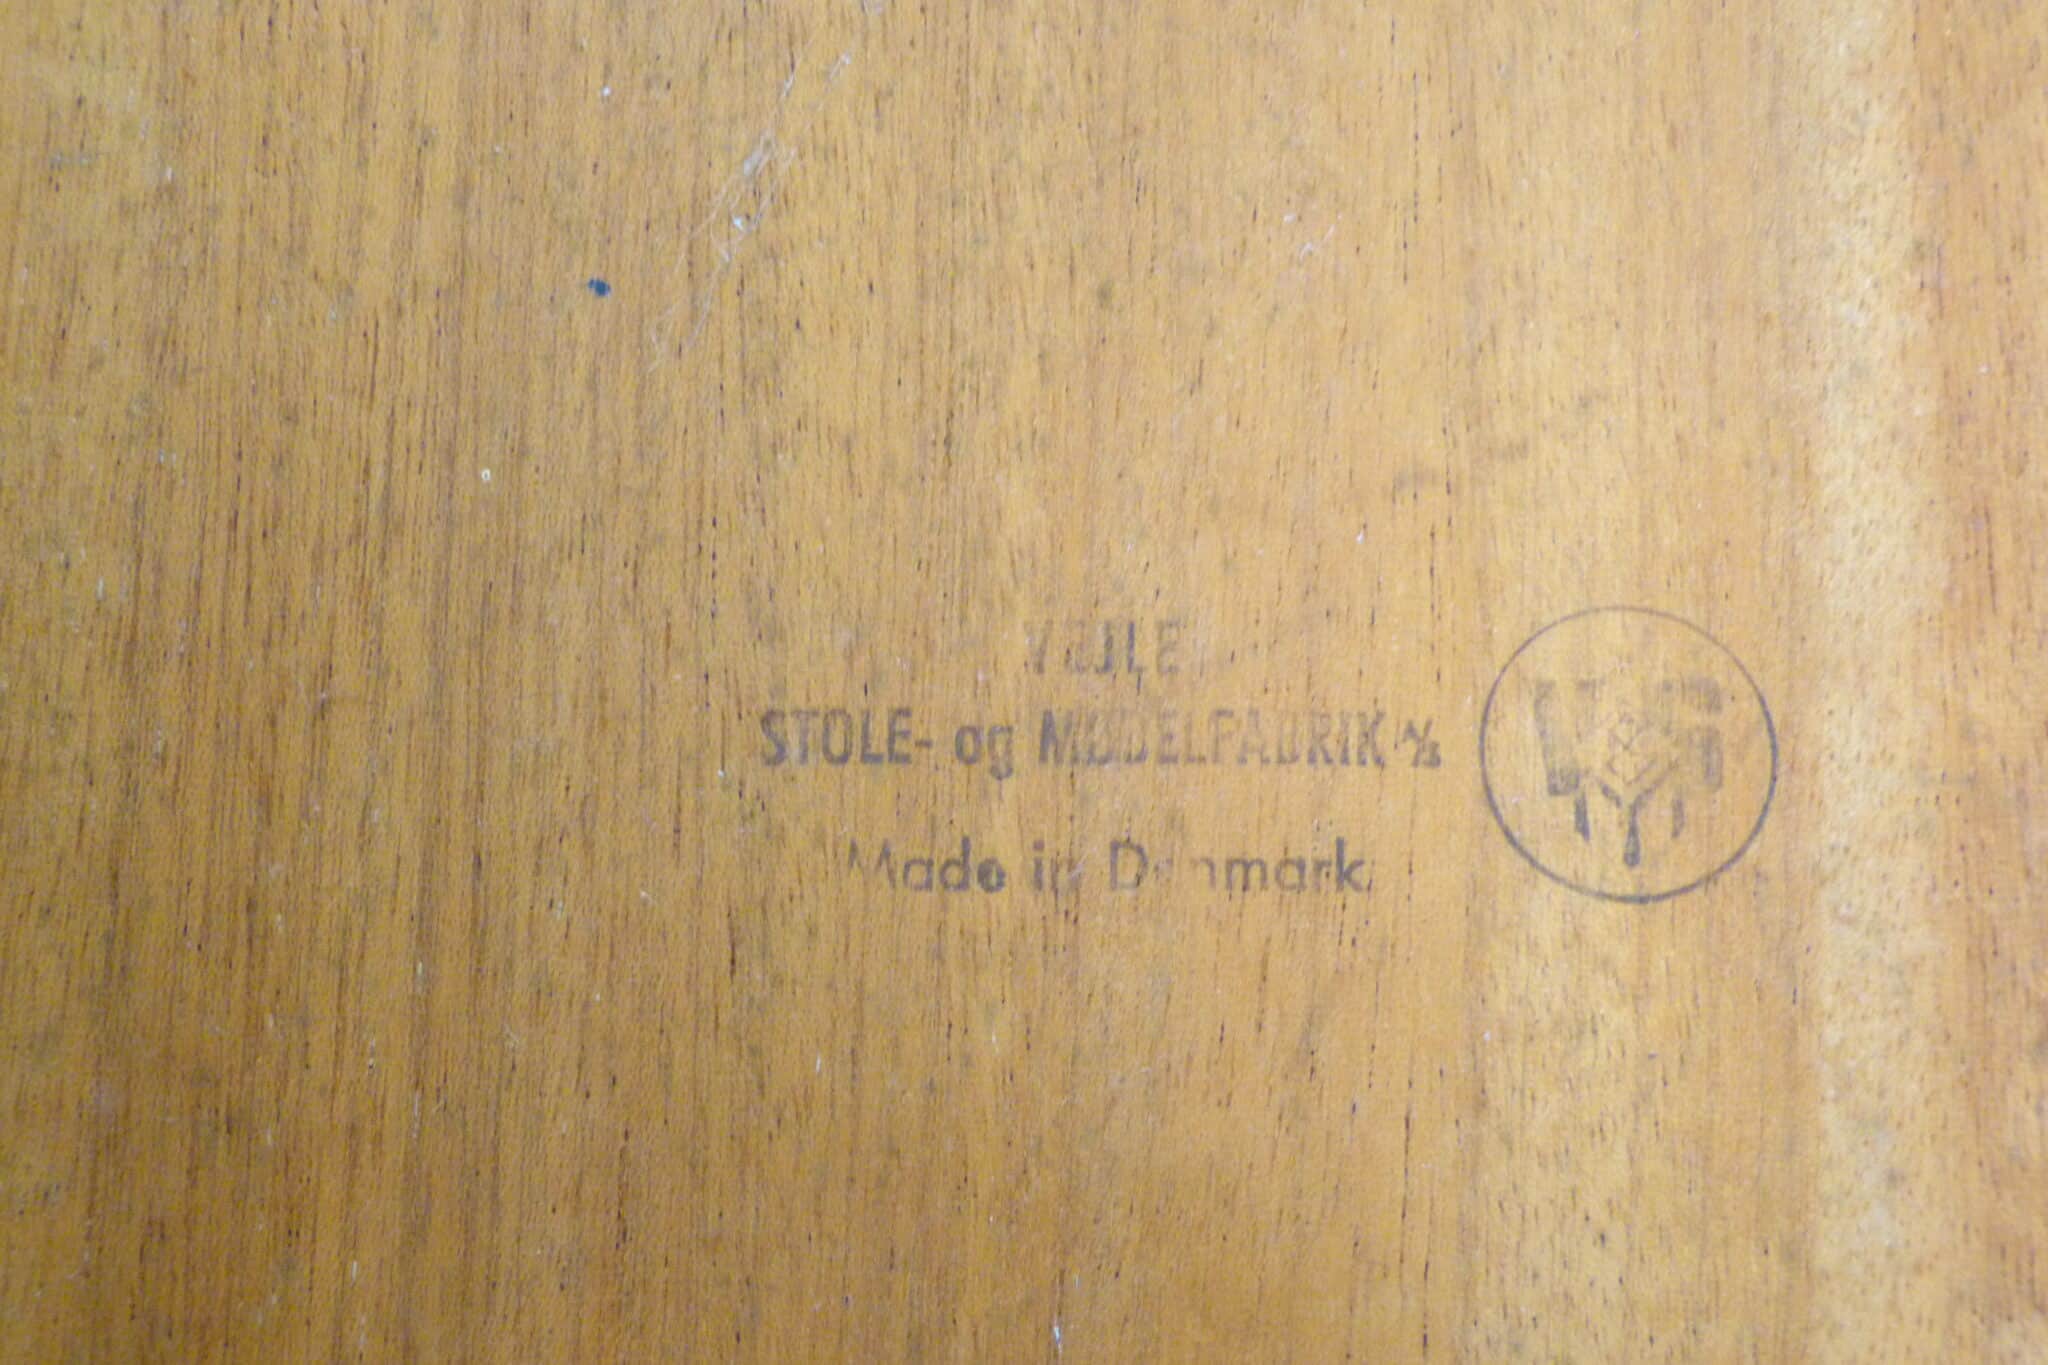 VEJLE
STOLE- og MØBELFABRIK A/S
Made in Denmark